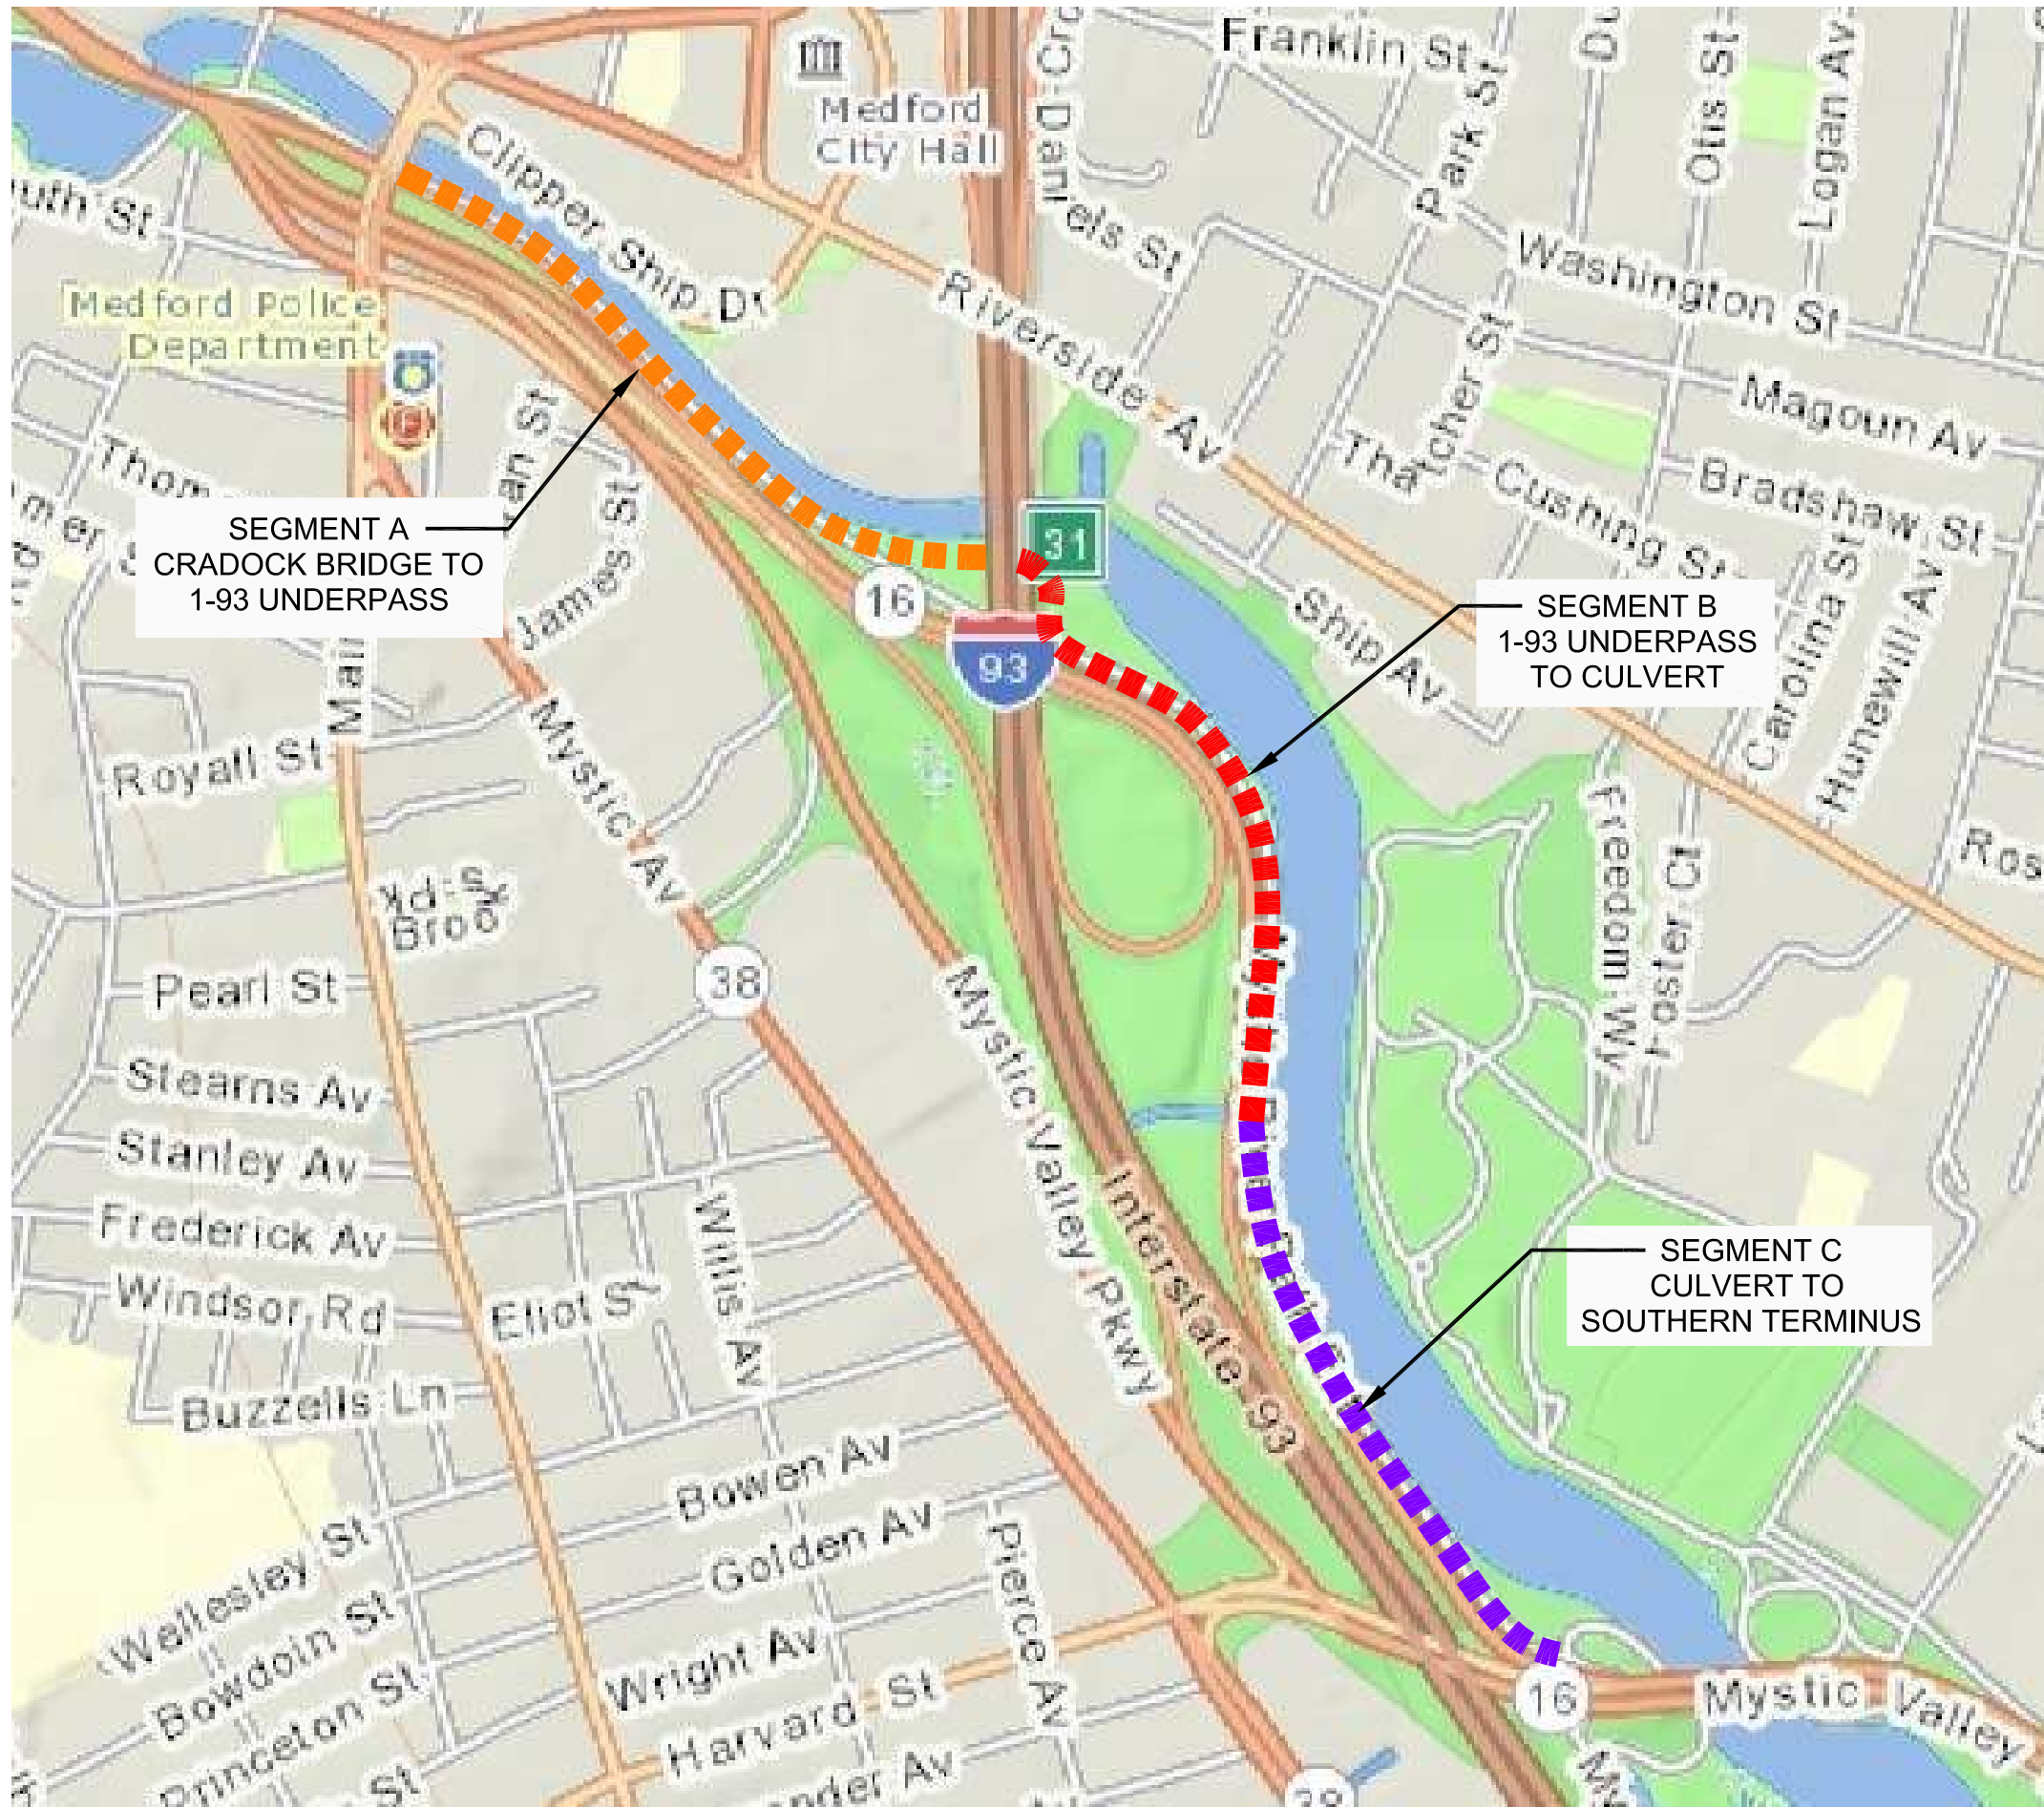 Franklin St
Park St
Otis St
Logan Av
Medford
City Hall
Clipper Ship Dr
Washington St
Medford Police
Department
Riverside Av
Thatcher St
Magoun Av
Bradshaw St
Cushing St
31
SEGMENT A
CRADOCK BRIDGE TO
1-93 UNDERPASS
James St
16
93
Ship Av
SEGMENT B
1-93 UNDERPASS
TO CULVERT
Carolina St
Hunewill Av
Royall St
Mystic Av
Freedom Wy
Foster Ct
Pearl St
38
Stearns Av
Mystic Valley Pkwy
Stanley Av
Frederick Av
Willis Av
Interstate 93
Windsor Rd
Eliot St
SEGMENT C
CULVERT TO
SOUTHERN TERMINUS
Buzzells Ln
Bowen Av
Golden Av
Pierce Av
Wellesley St
Bowdoin St
Princeton St
Wright Av
Harvard St
16
Mystic Valley
38